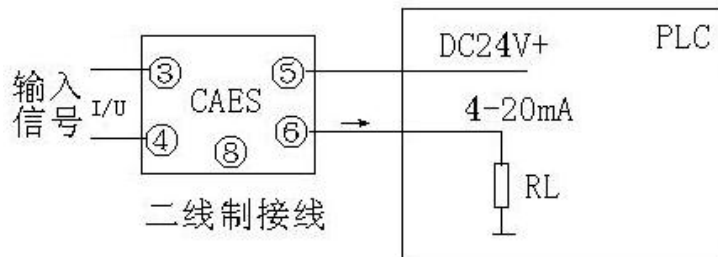 DC24V+ PLC
③ ⑤
输入 CAES 4-20mA
信号 I/U
④ ⑥
⑧
RL
二线制接线